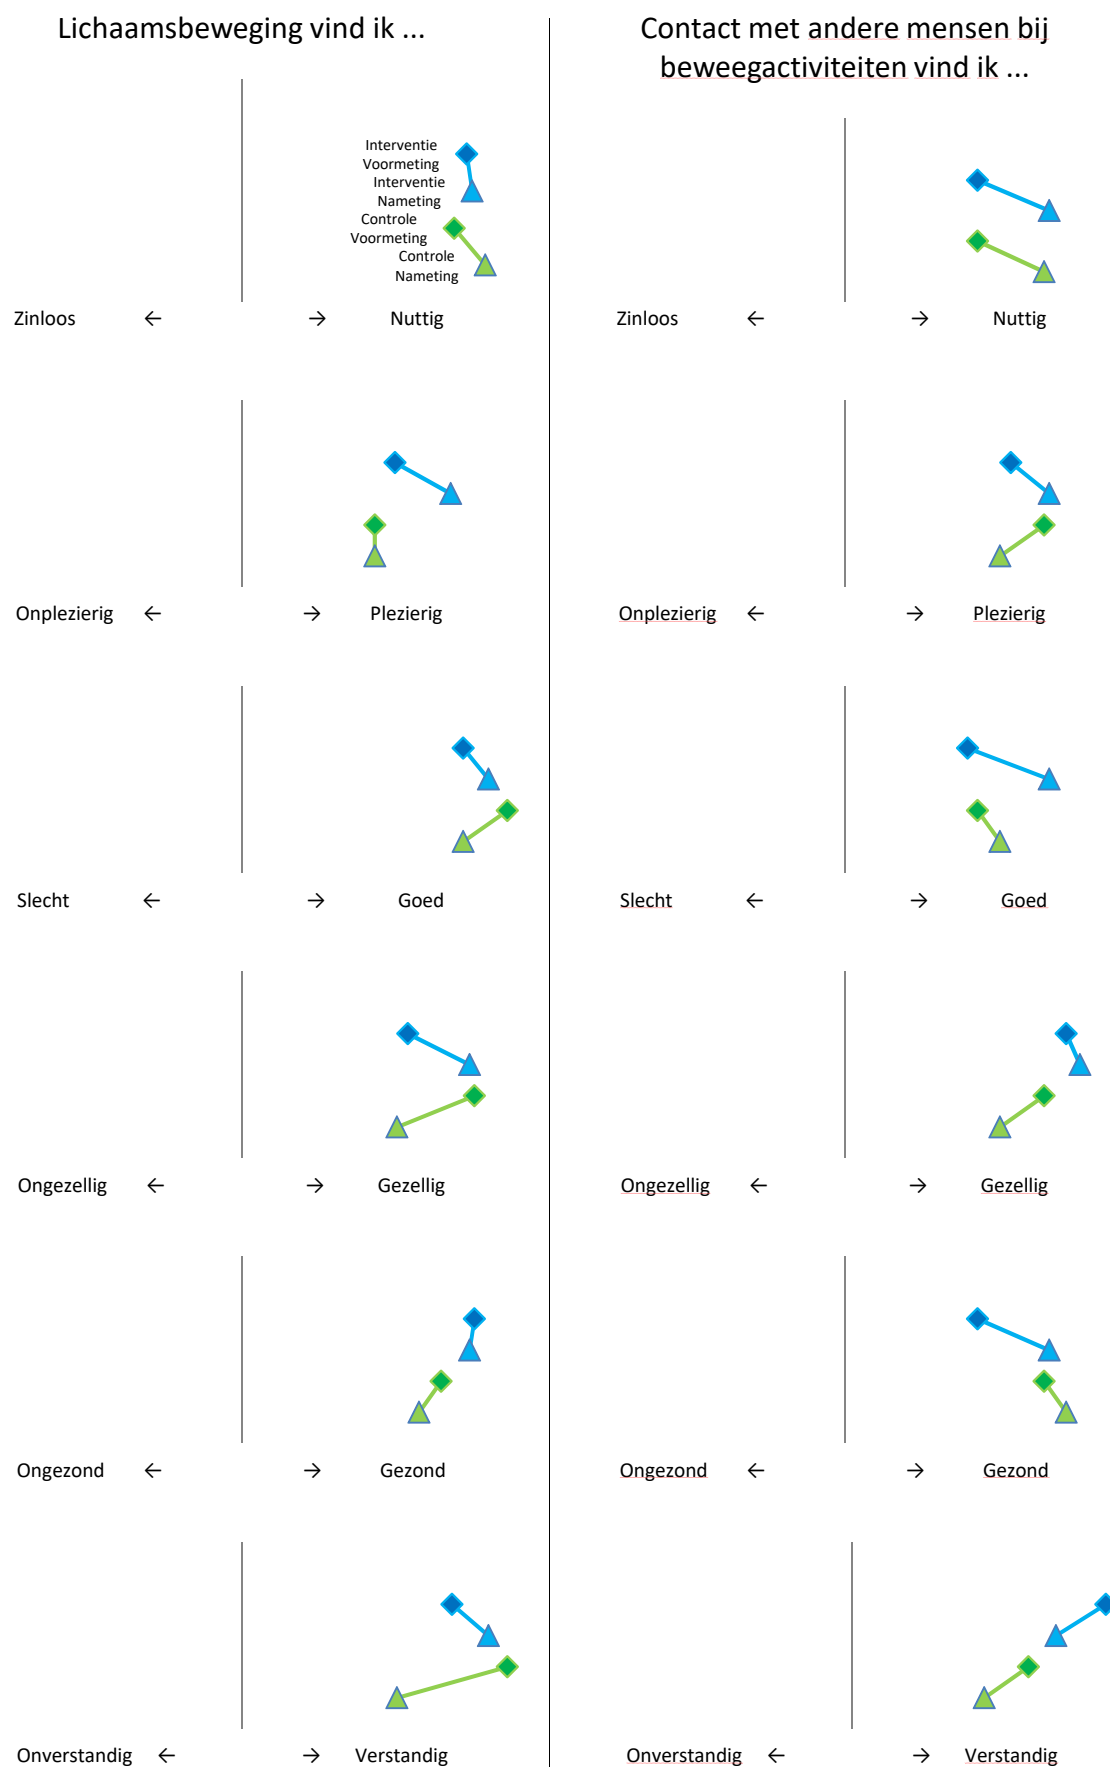 Lichaamsbeweging vind ik ...
Interventie
Voormeting
Interventie
Nameting
Controle
Voormeting
Controle
Nameting
Zinloos ← → Nuttig
Onplezierig ← → Plezierig
Slecht ← → Goed
Ongezellig ← → Gezellig
Ongezond ← → Gezond
Onverstandig ← → Verstandig
Contact met andere mensen bij
beweegactiviteiten vind ik ...
Zinloos ← → Nuttig
Onplezierig ← → Plezierig
Slecht ← → Goed
Ongezellig ← → Gezellig
Ongezond ← → Gezond
Onverstandig ← → Verstandig